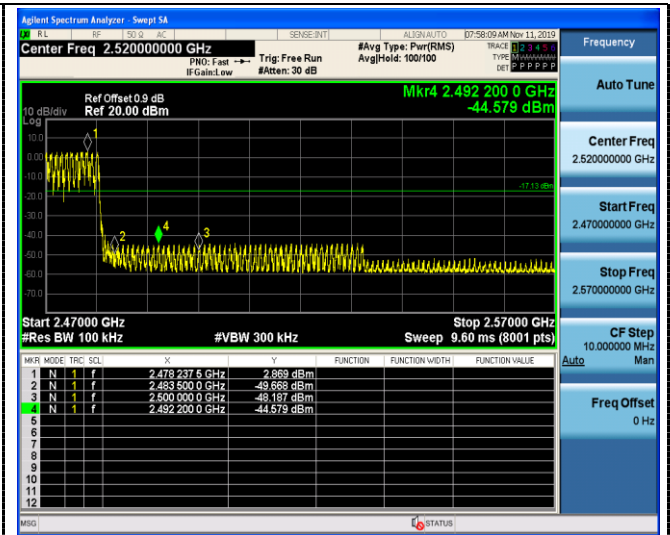 Agilent Spectrum Analyzer - Swept SA
RL RF 50 Ω AC SENSE:INT ALIGN AUTO 07:58:09 AM Nov 11, 2019
Center Freq 2.520000000 GHz #Avg Type: Pwr(RMS) TRACE 1 2 3 4 5 6 Frequency
PNO: Fast Trig: Free Run Avg|Hold: 100/100 TYPE M
IFGain:Low #Atten: 30 dB DET P P P P P P
Auto Tune
Mkr4 2.492 200 0 GHz
-44.579 dBm
Ref Offset 0.9 dB
10 dB/div Ref 20.00 dBm
Log
10.0
0.00
-10.0
-20.0
-30.0
-40.0
-50.0
-60.0
-70.0
1
2
4
3
-17.13 dBm
Center Freq
2.520000000 GHz
Start Freq
2.470000000 GHz
Stop Freq
2.570000000 GHz
Start 2.47000 GHz Stop 2.57000 GHz
#Res BW 100 kHz #VBW 300 kHz Sweep 9.60 ms (8001 pts)
CF Step
10.000000 MHz
Auto Man
Freq Offset
0 Hz
MKR MODE TRC SCL X Y FUNCTION FUNCTION WIDTH FUNCTION VALUE
1 N 1 f 2.478 237 5 GHz 2.869 dBm
2 N 1 f 2.483 500 0 GHz -49.668 dBm
3 N 1 f 2.500 000 0 GHz -48.187 dBm
4 N 1 f 2.492 200 0 GHz -44.579 dBm
5
6
7
8
9
10
11
12
MSG STATUS